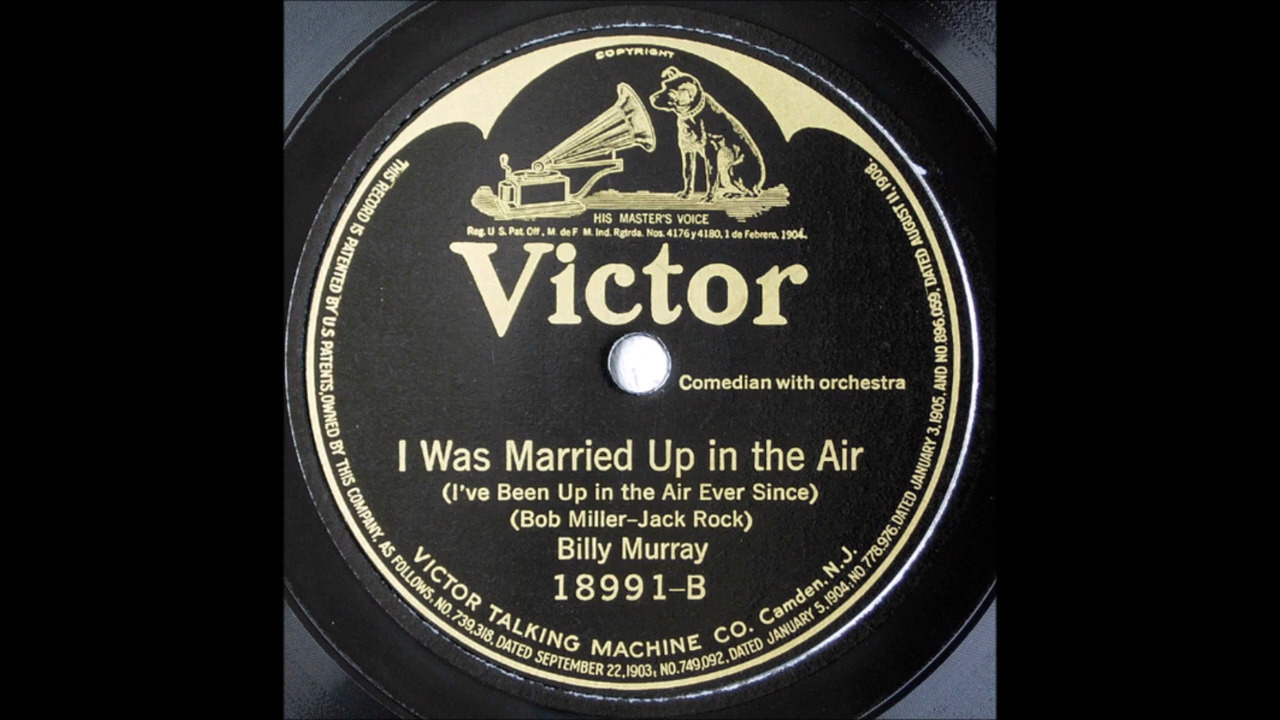 COPYRIGHT
HIS MASTER'S VOICE
Reg. U S. Pat. Off., M. de F M. Ind. Rgtrda. Nos. 4176 y 4180, 1 de Febrero, 1904.
Victor
Comedian with orchestra
I Was Married Up in the Air
(I've Been Up in the Air Ever Since)
(Bob Miller–Jack Rock)
Billy Murray
18991–B
VICTOR TALKING MACHINE CO. Camden. N.J.
THIS RECORD IS PATENTED BY U.S PATENTS, OWNED BY THIS COMPANY, AS FOLLOWS, NO. 739,318, DATED SEPTEMBER 22, 1903; NO. 749,092, DATED JANUARY 5, 1904; NO 778,976, DATED JANUARY 3, 1905, AND NO. 896,059, DATED AUGUST 11, 1908.